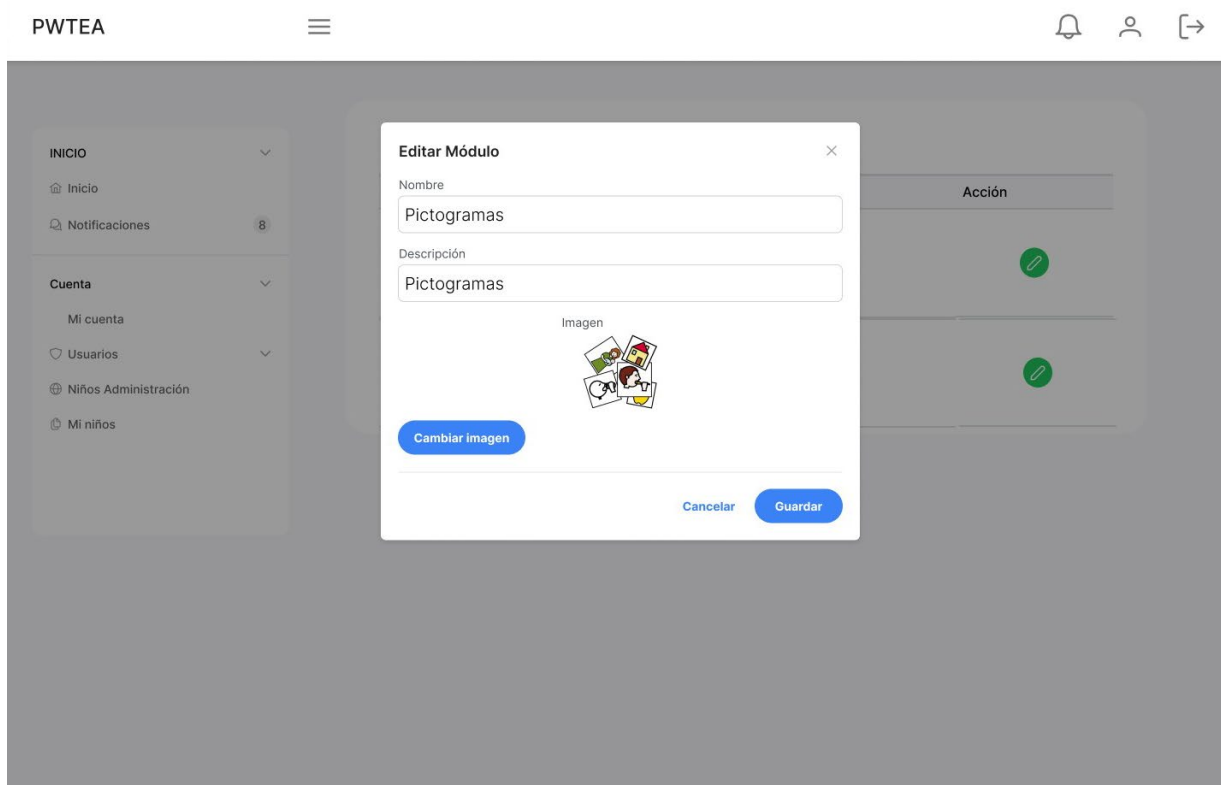 PWTEA
INICIO
Inicio
Notificaciones 8
Cuenta
Mi cuenta
Usuarios
Niños Administración
Mi niños
Editar Módulo
Nombre
Pictogramas
Descripción
Pictogramas
Imagen
Cambiar imagen
Cancelar Guardar
Acción